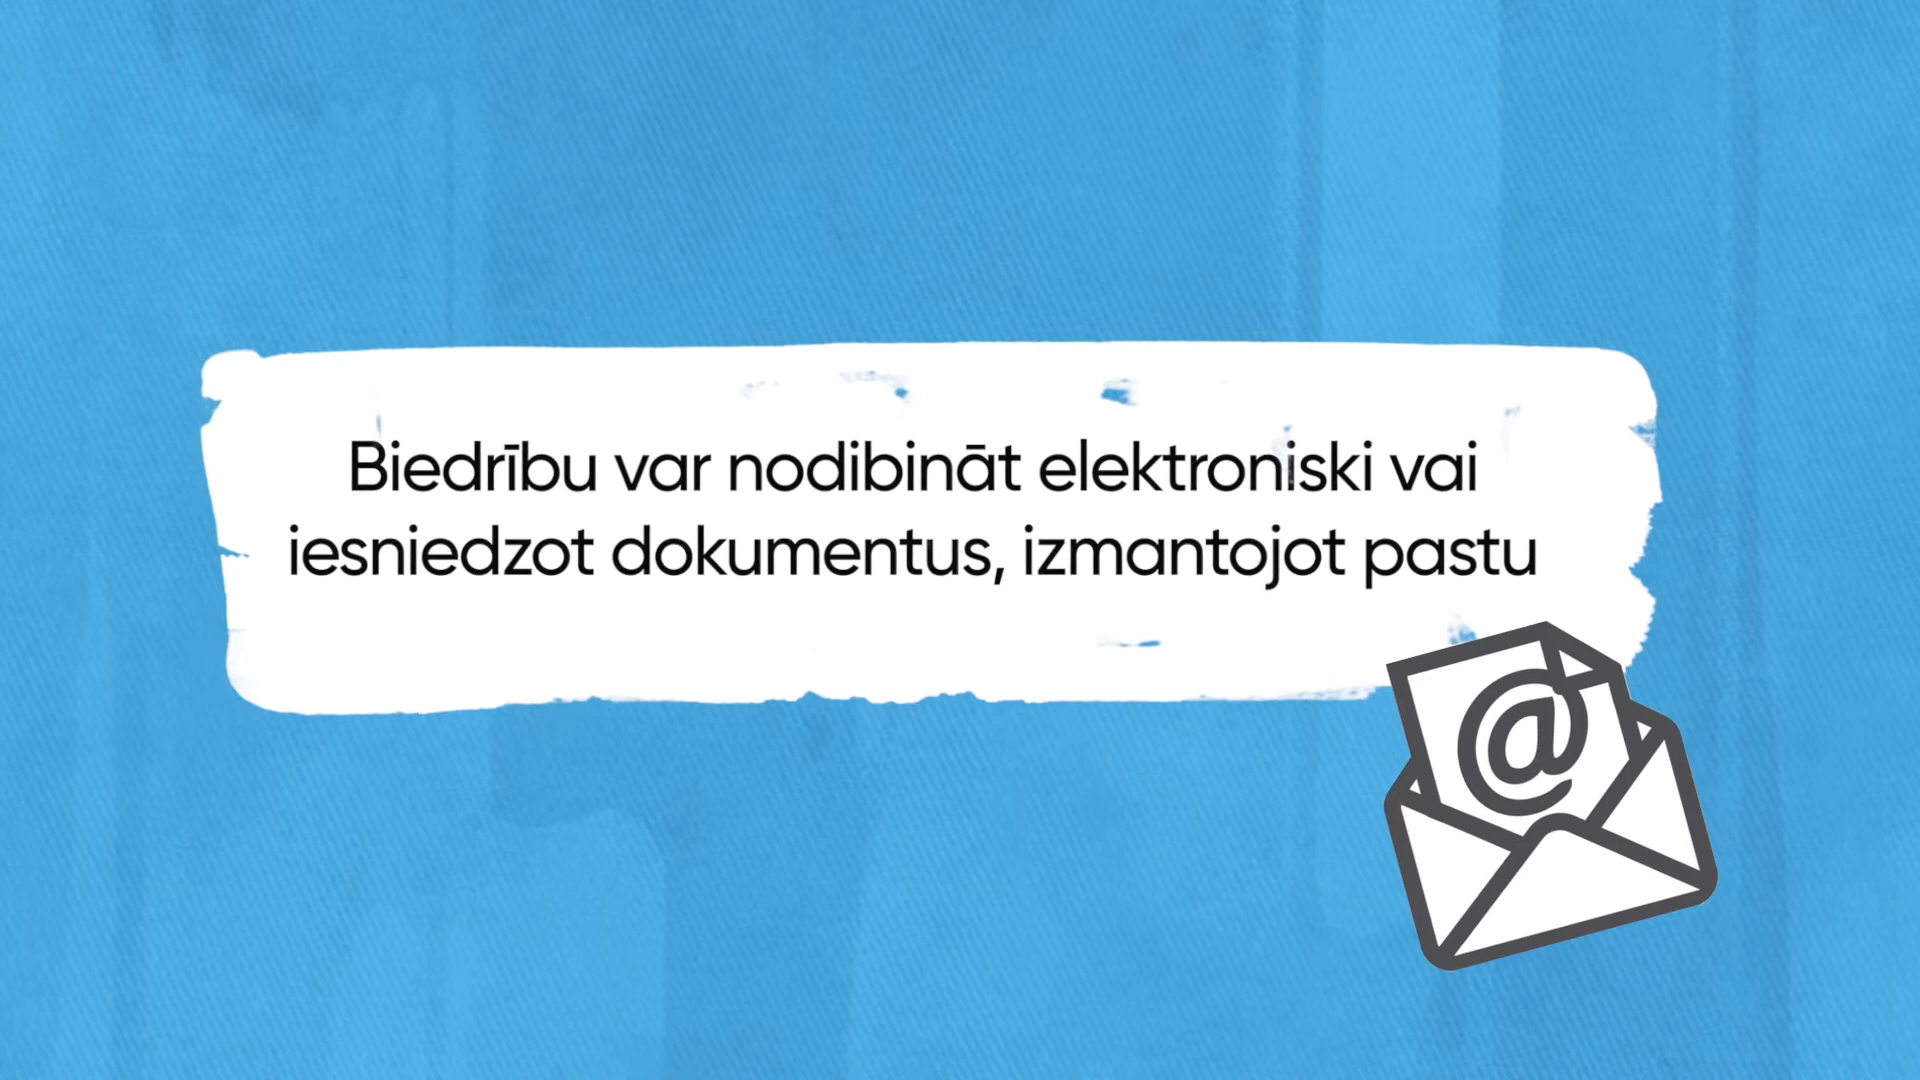 Biedrību var nodibināt elektroniski vai
iesniedzot dokumentus, izmantojot pastu
@